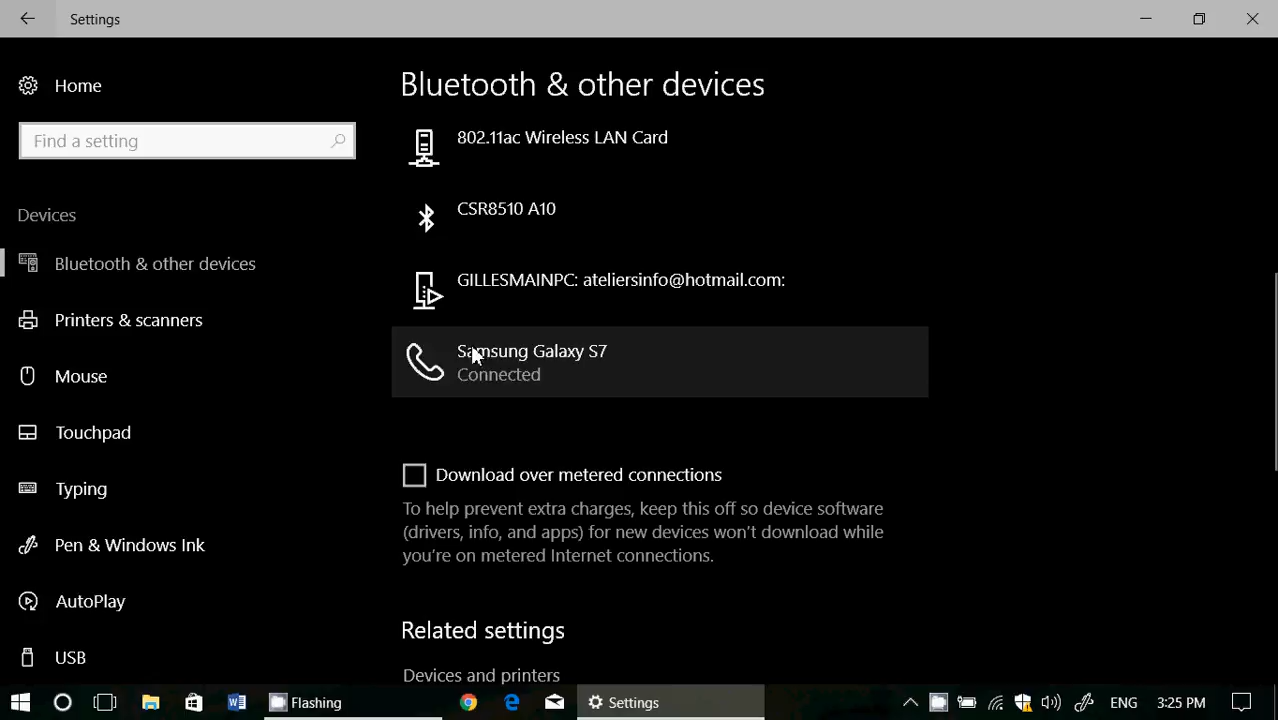 Settings
Home
Find a setting
Devices
Bluetooth & other devices
Printers & scanners
Mouse
Touchpad
Typing
Pen & Windows Ink
AutoPlay
USB
Bluetooth & other devices
802.11ac Wireless LAN Card
CSR8510 A10
GILLESMAINPC: ateliersinfo@hotmail.com:
Samsung Galaxy S7
Connected
Download over metered connections
To help prevent extra charges, keep this off so device software
(drivers, info, and apps) for new devices won't download while
you're on metered Internet connections.
Related settings
Devices and printers
Flashing
Settings
ENG
3:25 PM